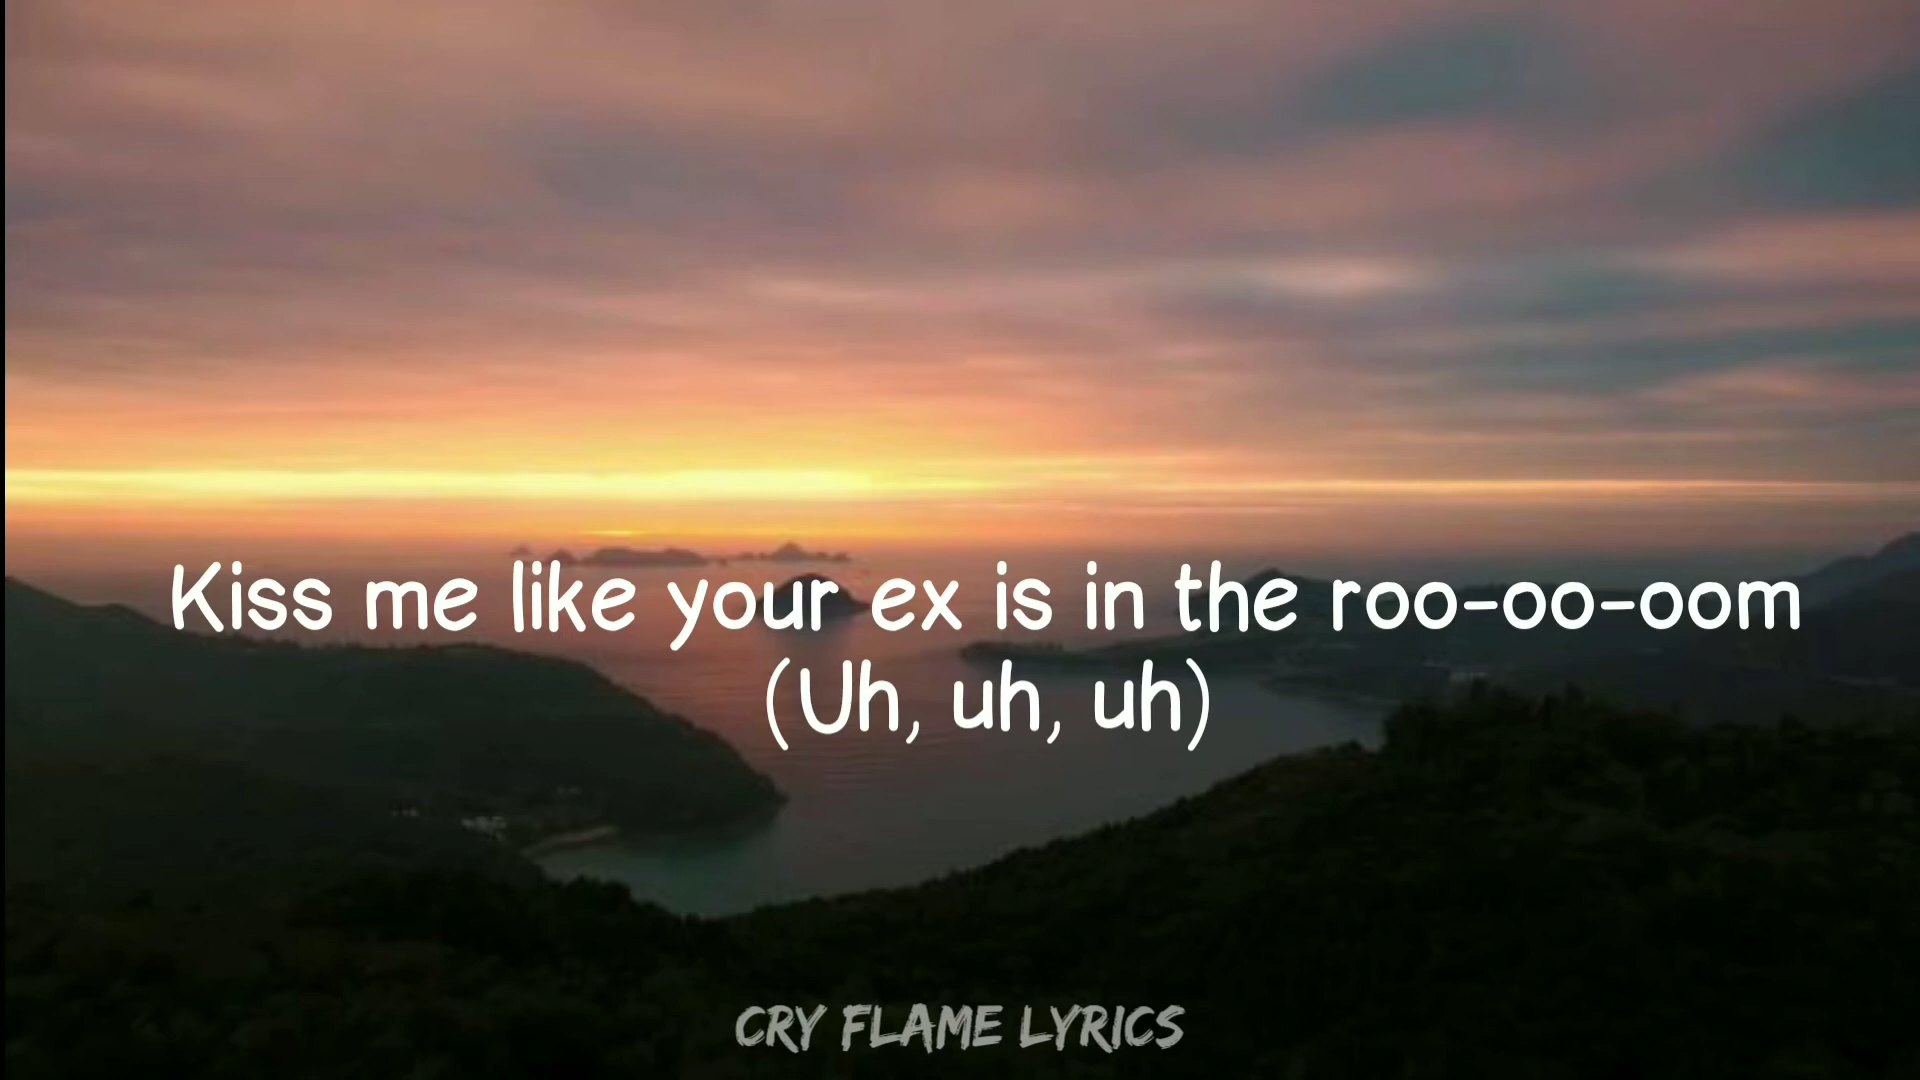 Kiss me like your ex is in the roo-oo-oom
(Uh, uh, uh)
CRY FLAME LYRICS